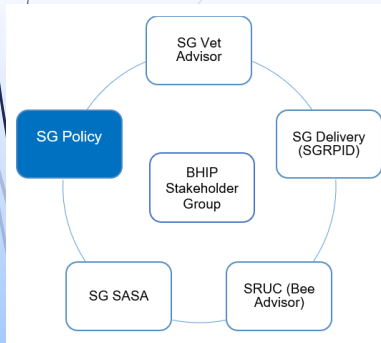 SG Vet
Advisor
SG Policy
SG Delivery
(SGRPID)
BHIP
Stakeholder
Group
SG SASA
SRUC (Bee
Advisor)